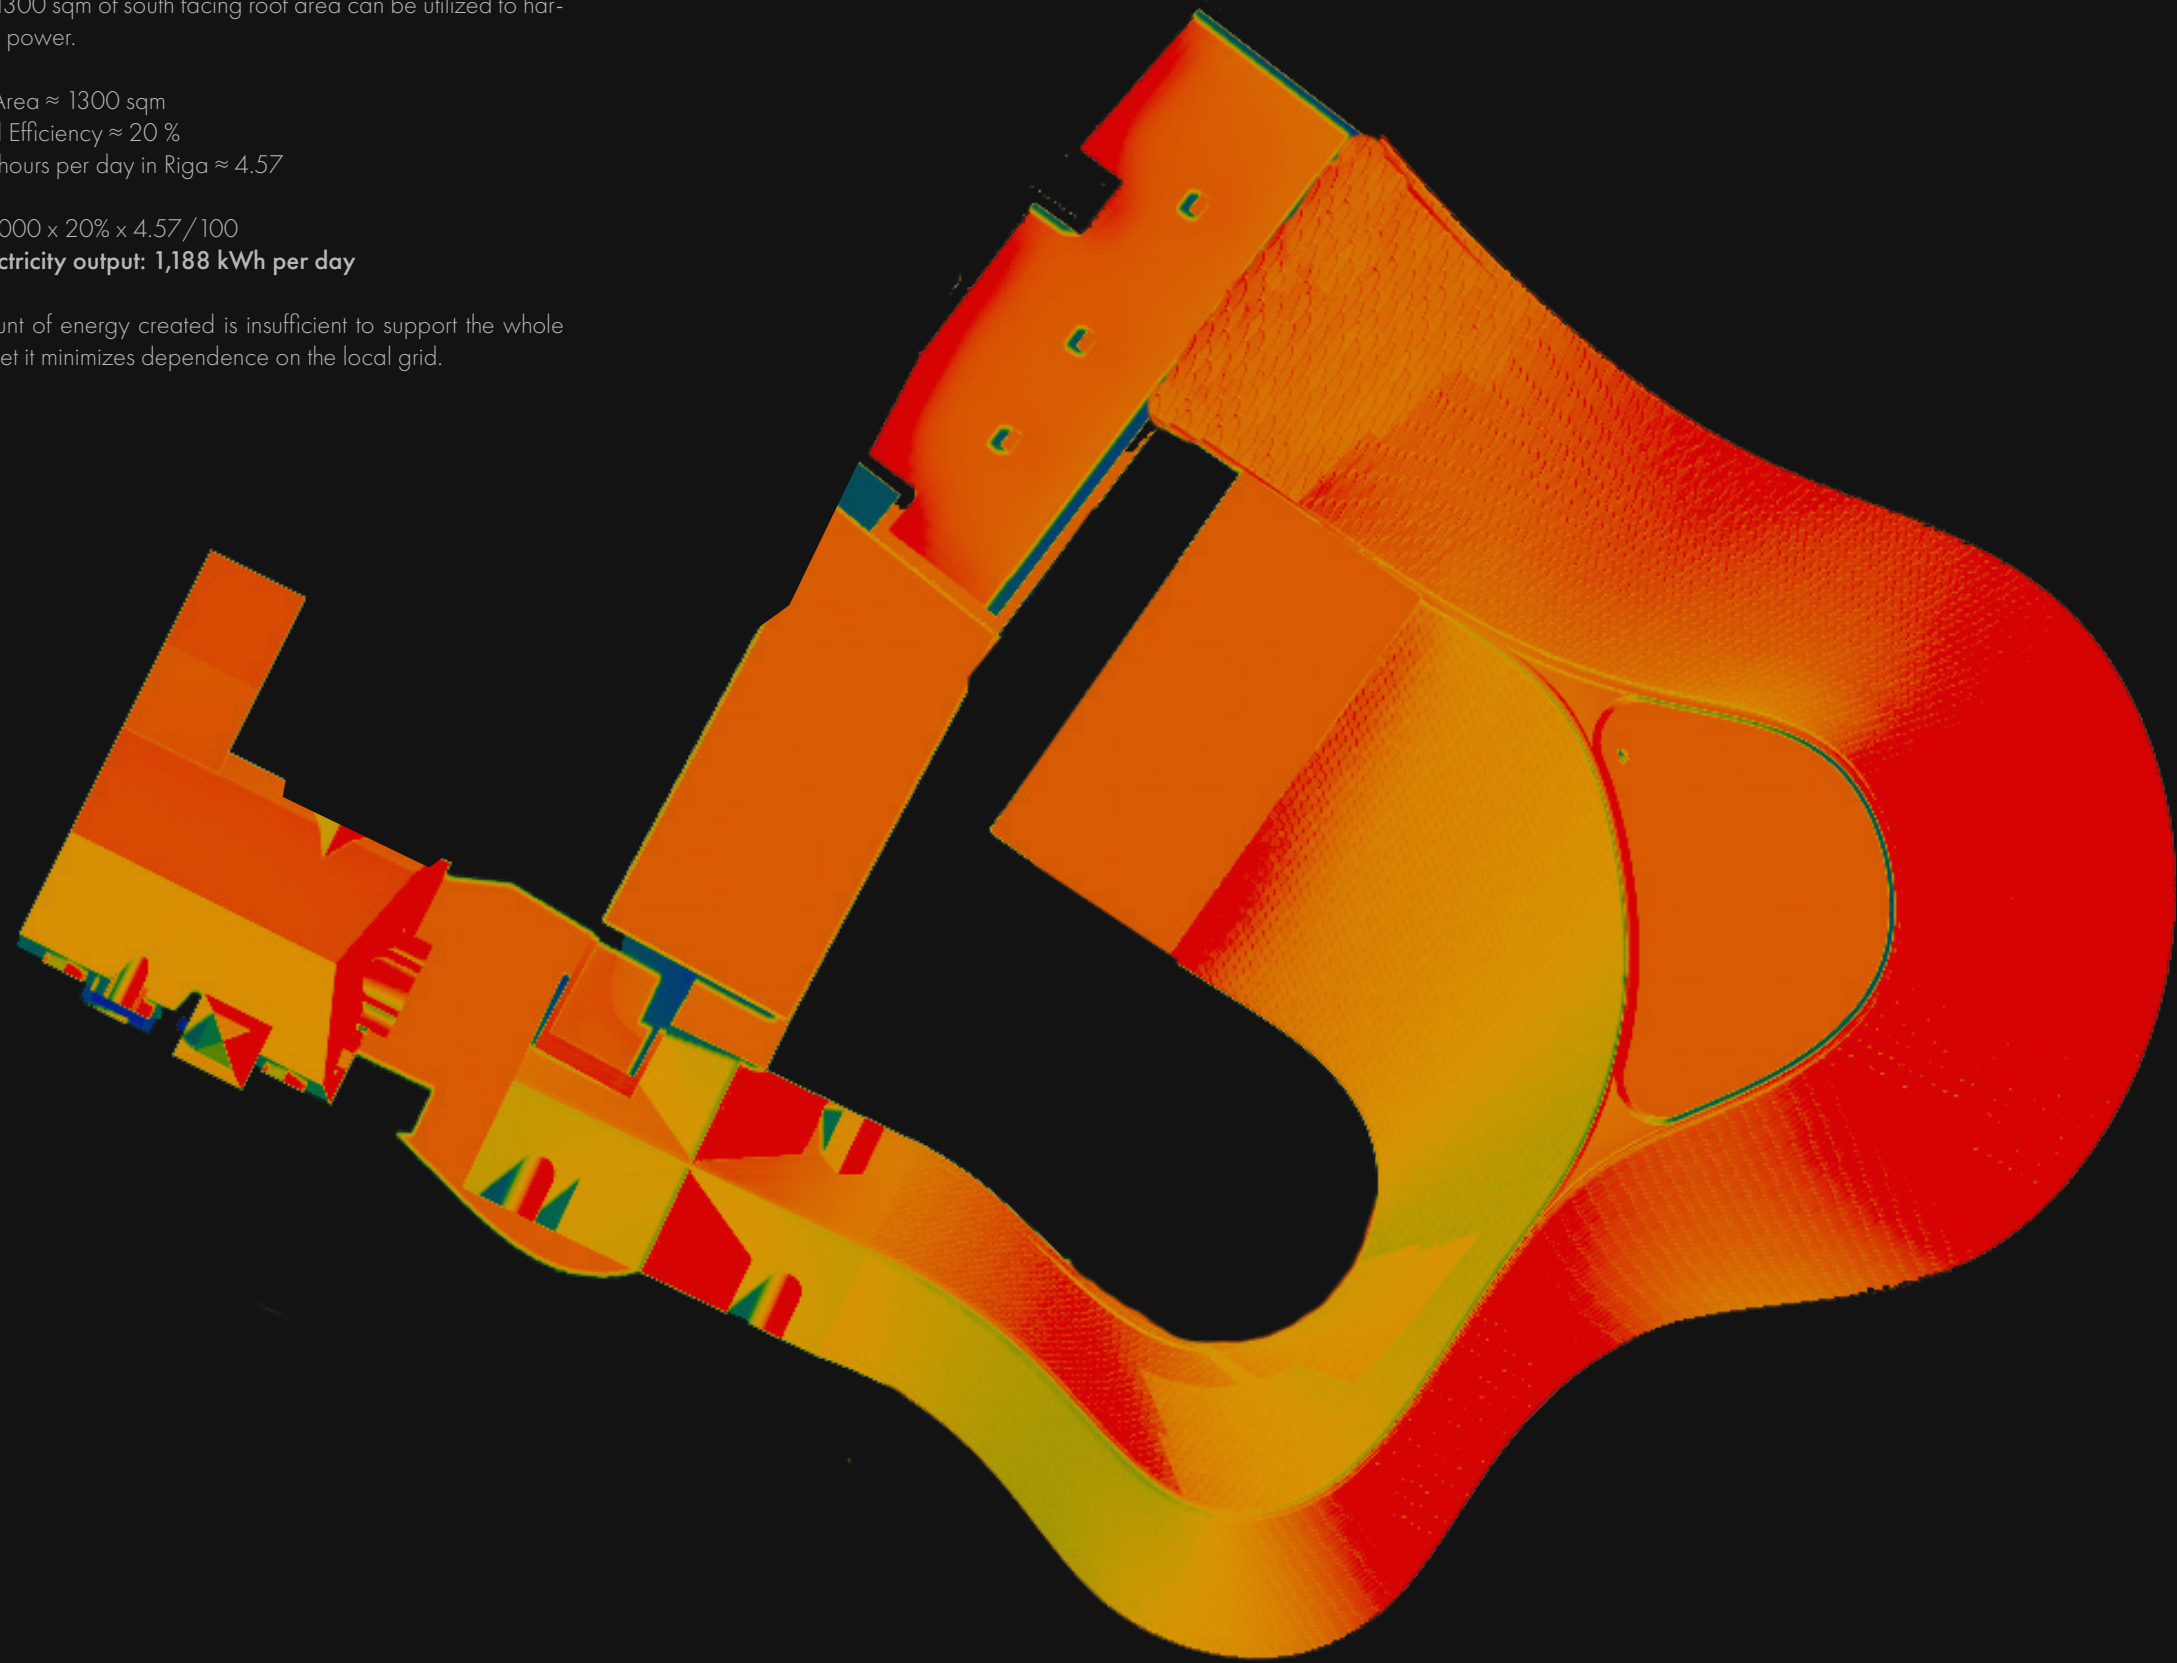 1300 sqm of south facing roof area can be utilized to har-
power.
Area ≈ 1300 sqm
Efficiency ≈ 20 %
hours per day in Riga ≈ 4.57
000 x 20% x 4.57/100
ctricity output: 1,188 kWh per day
unt of energy created is insufficient to support the whole
et it minimizes dependence on the local grid.